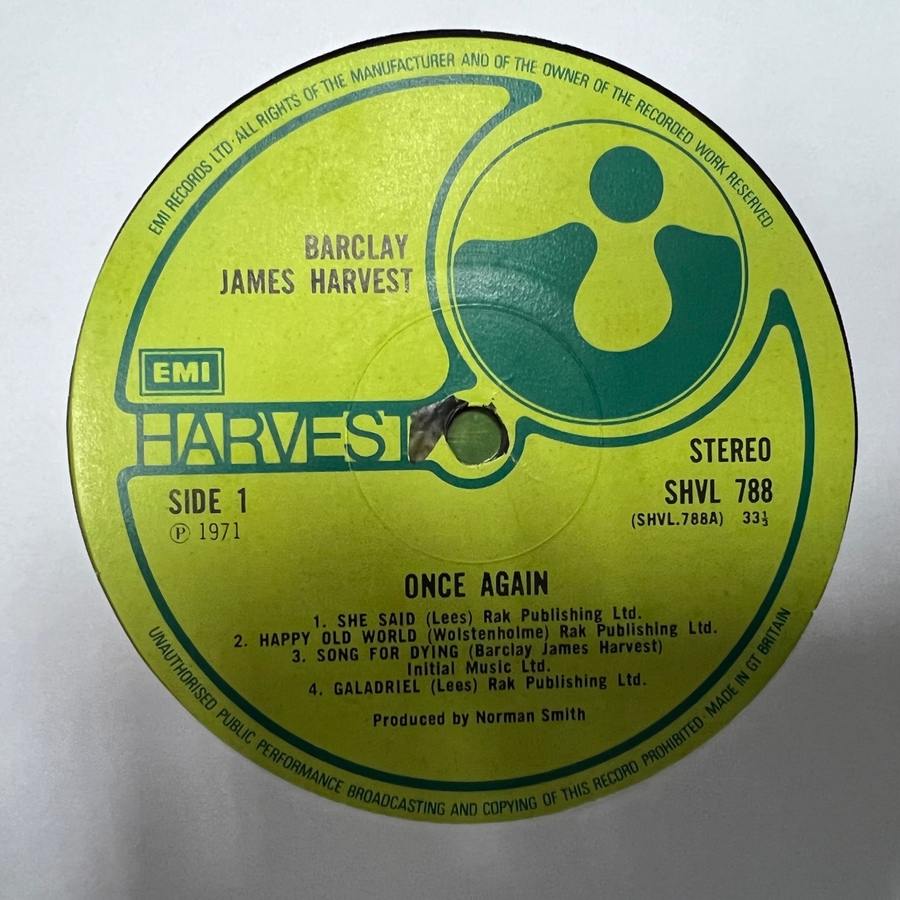 EMI RECORDS LTD · ALL RIGHTS OF THE MANUFACTURER AND OF THE OWNER OF THE RECORDED WORK RESERVED ·
BARCLAY
JAMES HARVEST
EMI
HARVEST
STEREO
SIDE 1
SHVL 788
Ⓟ 1971
(SHVL.788A) 33⅓
ONCE AGAIN
1. SHE SAID (Lees) Rak Publishing Ltd.
2. HAPPY OLD WORLD (Wolstenholme) Rak Publishing Ltd.
3. SONG FOR DYING (Barclay James Harvest)
Initial Music Ltd.
4. GALADRIEL (Lees) Rak Publishing Ltd.
Produced by Norman Smith
UNAUTHORISED PUBLIC PERFORMANCE BROADCASTING AND COPYING OF THIS RECORD PROHIBITED · MADE IN GT BRITAIN